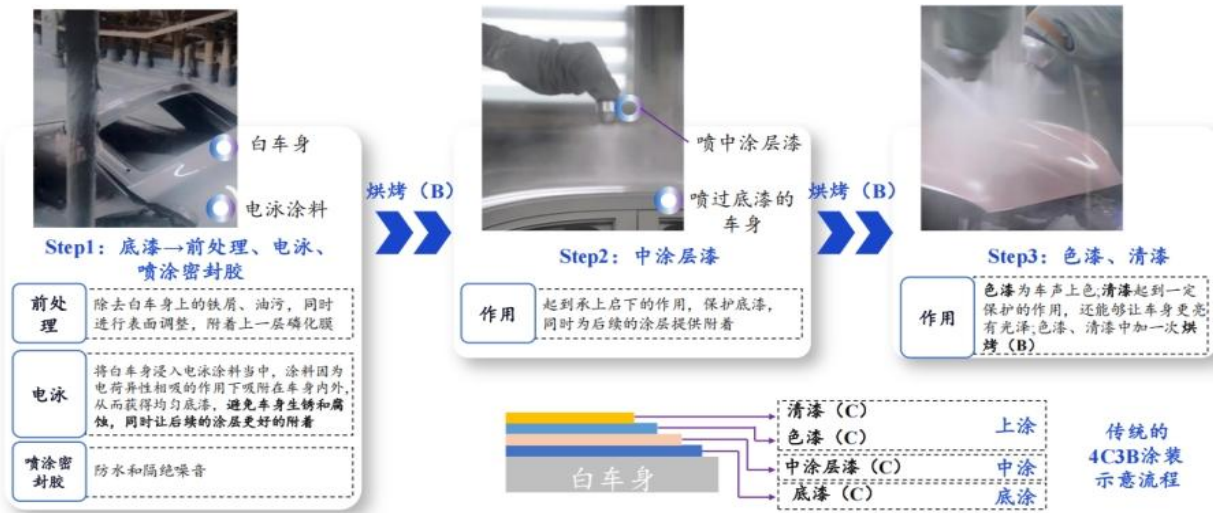 白车身
电泳涂料
Step1：底漆→前处理、电泳、
喷涂密封胶
前处
理
除去白车身上的铁屑、油污，同时
进行表面调整，附着上一层磷化膜
电泳
将白车身浸入电泳涂料当中，涂料因为
电荷异性相吸的作用下吸附在车身内外，
从而获得均匀底漆，避免车身生锈和腐
蚀，同时让后续的涂层更好的附着
喷涂密
封胶
防水和隔绝噪音
烘烤（B）
喷中涂层漆
喷过底漆的
车身
Step2：中涂层漆
作用
起到承上启下的作用，保护底漆，
同时为后续的涂层提供附着
烘烤（B）
Step3：色漆、清漆
作用
色漆为车声上色;清漆起到一定
保护的作用，还能够让车身更亮
有光泽;色漆、清漆中加一次烘
烤（B）
白车身
清漆（C）
色漆（C）
上涂
中涂层漆（C）
中涂
底漆（C）
底涂
传统的
4C3B涂装
示意流程